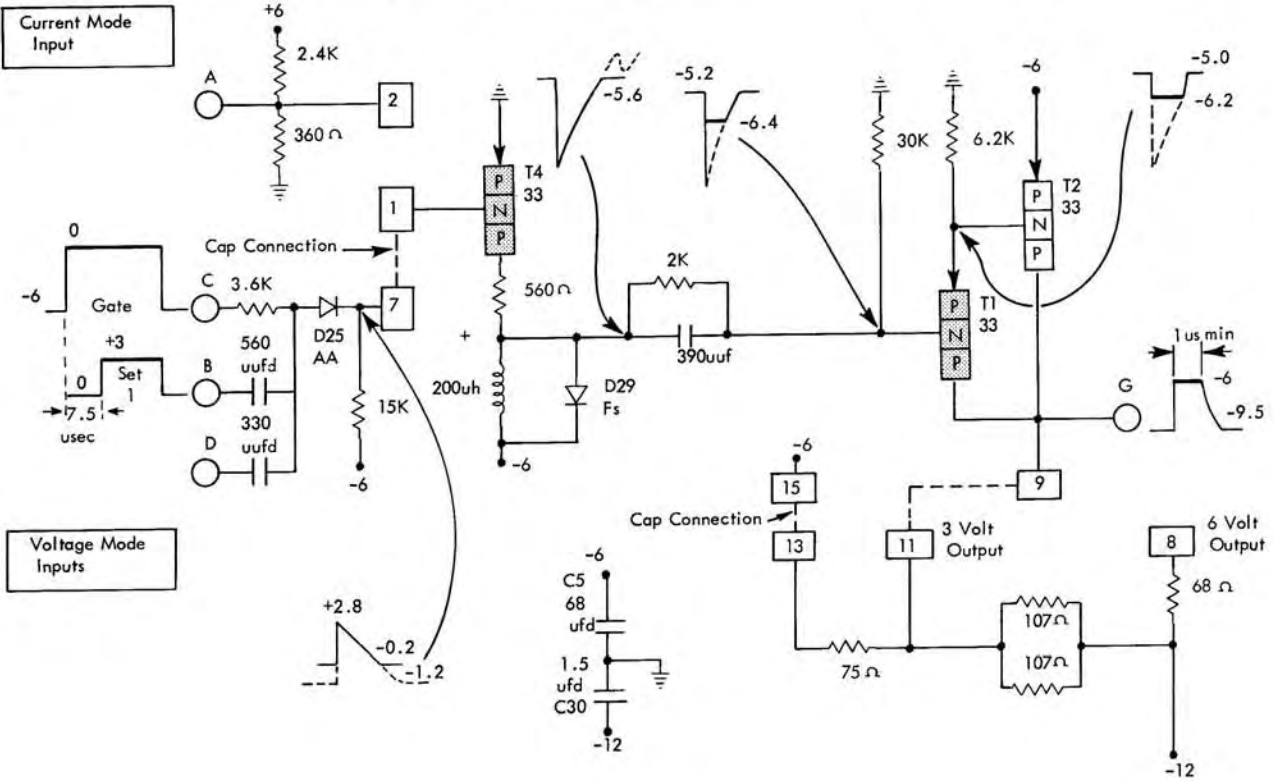 Current Mode
Input
+6
2.4K
A
2
360 Ω
1
Cap Connection
7
0
-6
Gate
C
3.6K
D25
AA
+3
0
Set
1
7.5
usec
B
560
uufd
D
330
uufd
15K
-6
Voltage Mode
Inputs
+2.8
-0.2
-1.2
P
N
P
T4
33
560 Ω
+
200uh
D29
Fs
-6
-5.6
2K
390uuf
-5.2
-6.4
30K
6.2K
-6
P
N
P
T2
33
P
N
P
T1
33
-5.0
-6.2
G
1 us min
-6
-9.5
9
-6
15
Cap Connection
13
11
3 Volt
Output
8
6 Volt
Output
68 Ω
107Ω
107Ω
75 Ω
-12
-6
C5
68
ufd
1.5
ufd
C30
-12